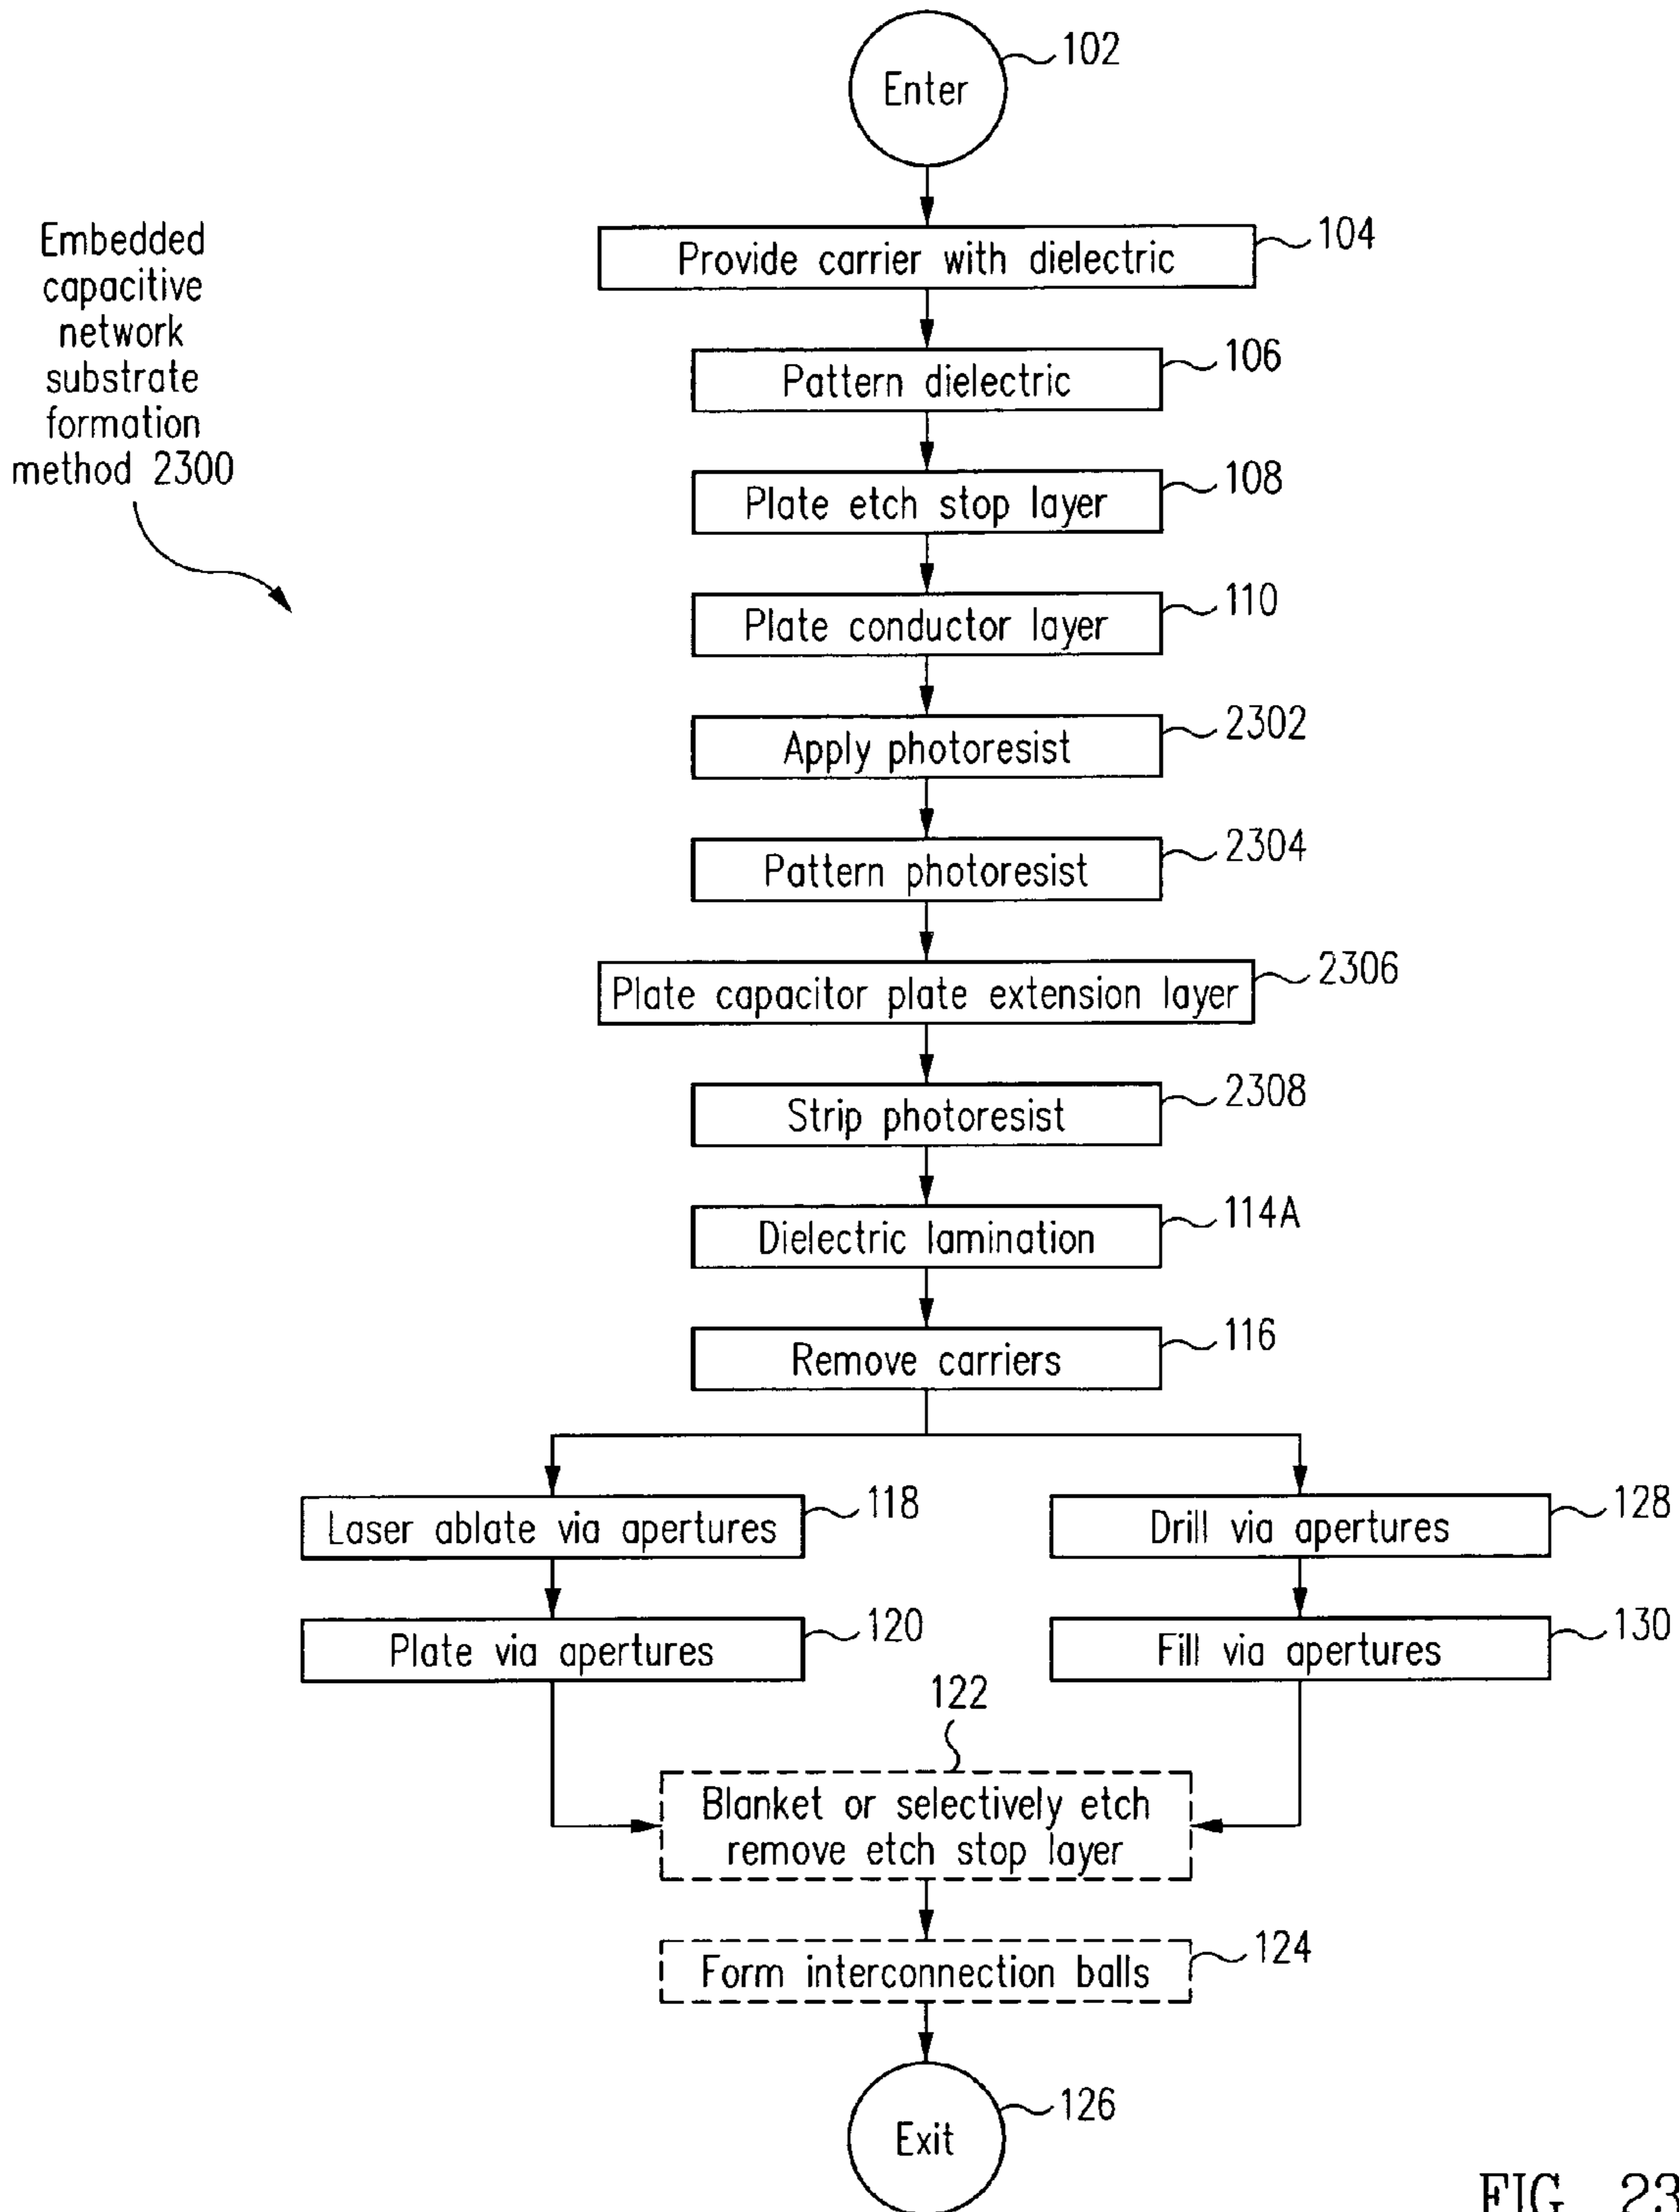 Enter
102
Embedded
capacitive
network
substrate
formation
method 2300
Provide carrier with dielectric
104
Pattern dielectric
106
Plate etch stop layer
108
Plate conductor layer
110
Apply photoresist
2302
Pattern photoresist
2304
Plate capacitor plate extension layer
2306
Strip photoresist
2308
Dielectric lamination
114A
Remove carriers
116
Laser ablate via apertures
118
Drill via apertures
128
Plate via apertures
120
Fill via apertures
130
122
Blanket or selectively etch
remove etch stop layer
Form interconnection balls
124
Exit
126
FIG. 23